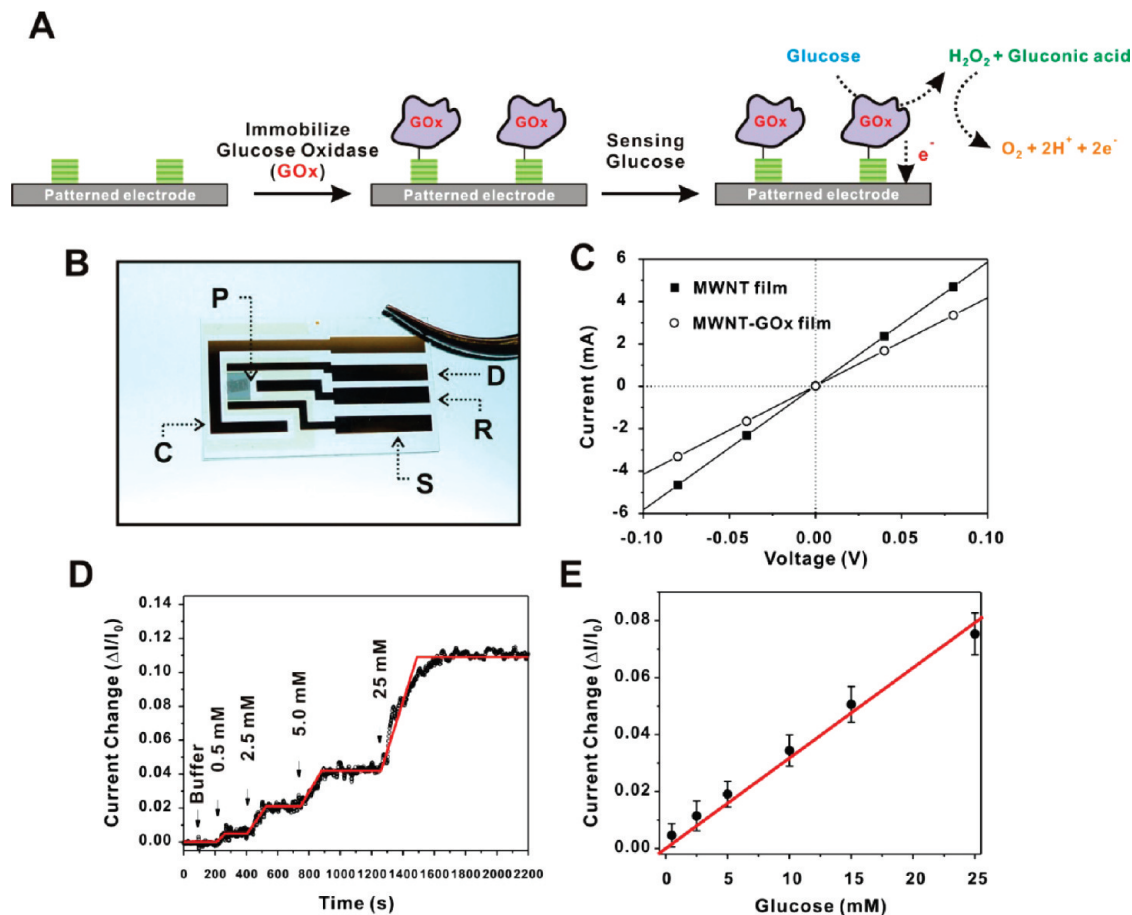 A
Glucose
H₂O₂ + Gluconic acid
GOx
GOx
GOx
GOx
Immobilize
Glucose Oxidase
(GOx)
Sensing
Glucose
e⁻
O₂ + 2H⁺ + 2e⁻
Patterned electrode
Patterned electrode
Patterned electrode
B
P
D
R
C
S
C
MWNT film
MWNT-GOx film
Current (mA)
6
4
2
0
-2
-4
-6
-0.10
-0.05
0.00
0.05
0.10
Voltage (V)
D
Current Change (ΔI/I₀)
0.14
0.12
0.10
0.08
0.06
0.04
0.02
0.00
Buffer
0.5 mM
2.5 mM
5.0 mM
25 mM
0 200 400 600 800 1000 1200 1400 1600 1800 2000 2200
Time (s)
E
Current Change (ΔI/I₀)
0.08
0.06
0.04
0.02
0.00
0 5 10 15 20 25
Glucose (mM)